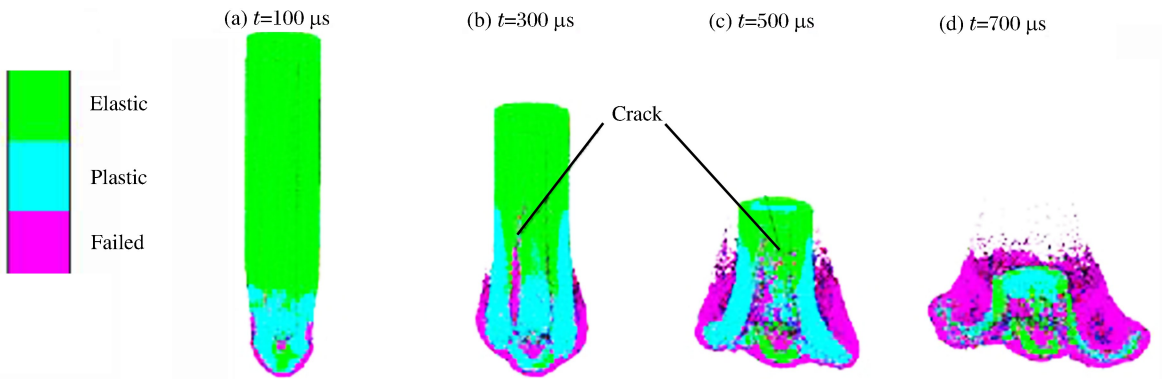 (a) t=100 μs
(b) t=300 μs
(c) t=500 μs
(d) t=700 μs
Elastic
Plastic
Failed
Crack